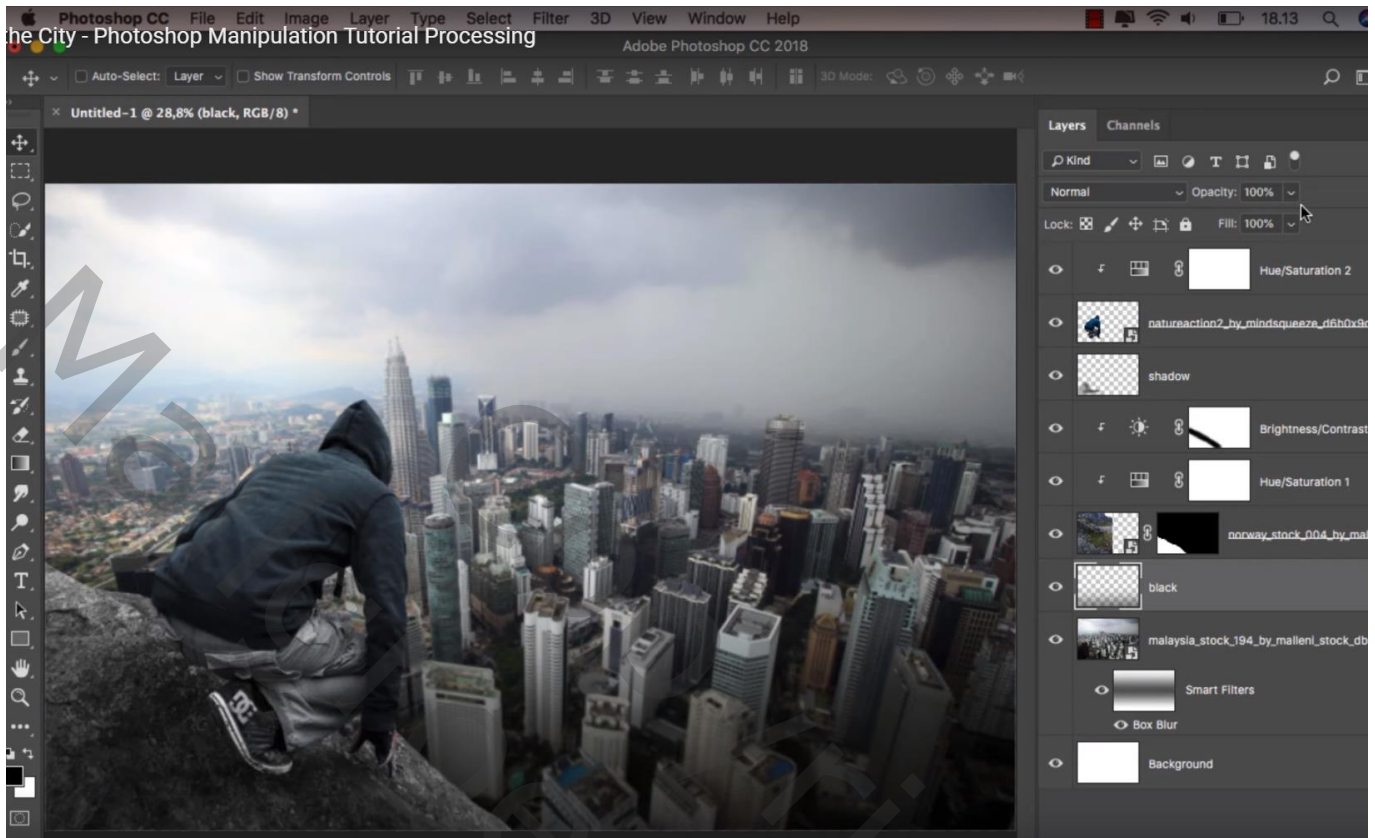 Photoshop CC File Edit Image Layer Type Select Filter 3D View Window Help 18.13
the City - Photoshop Manipulation Tutorial Processing
Adobe Photoshop CC 2018
Auto-Select: Layer Show Transform Controls 3D Mode:
Untitled-1 @ 28,8% (black, RGB/8) *
Layers Channels
Kind
Normal Opacity: 100%
Lock: Fill: 100%
Hue/Saturation 2
natureaction2_by_mindsqueeze_d6h0x9
shadow
Brightness/Contrast
Hue/Saturation 1
norway_stock_004_by_mal
black
malaysia_stock_194_by_malleni_stock_db
Smart Filters
Box Blur
Background
DC